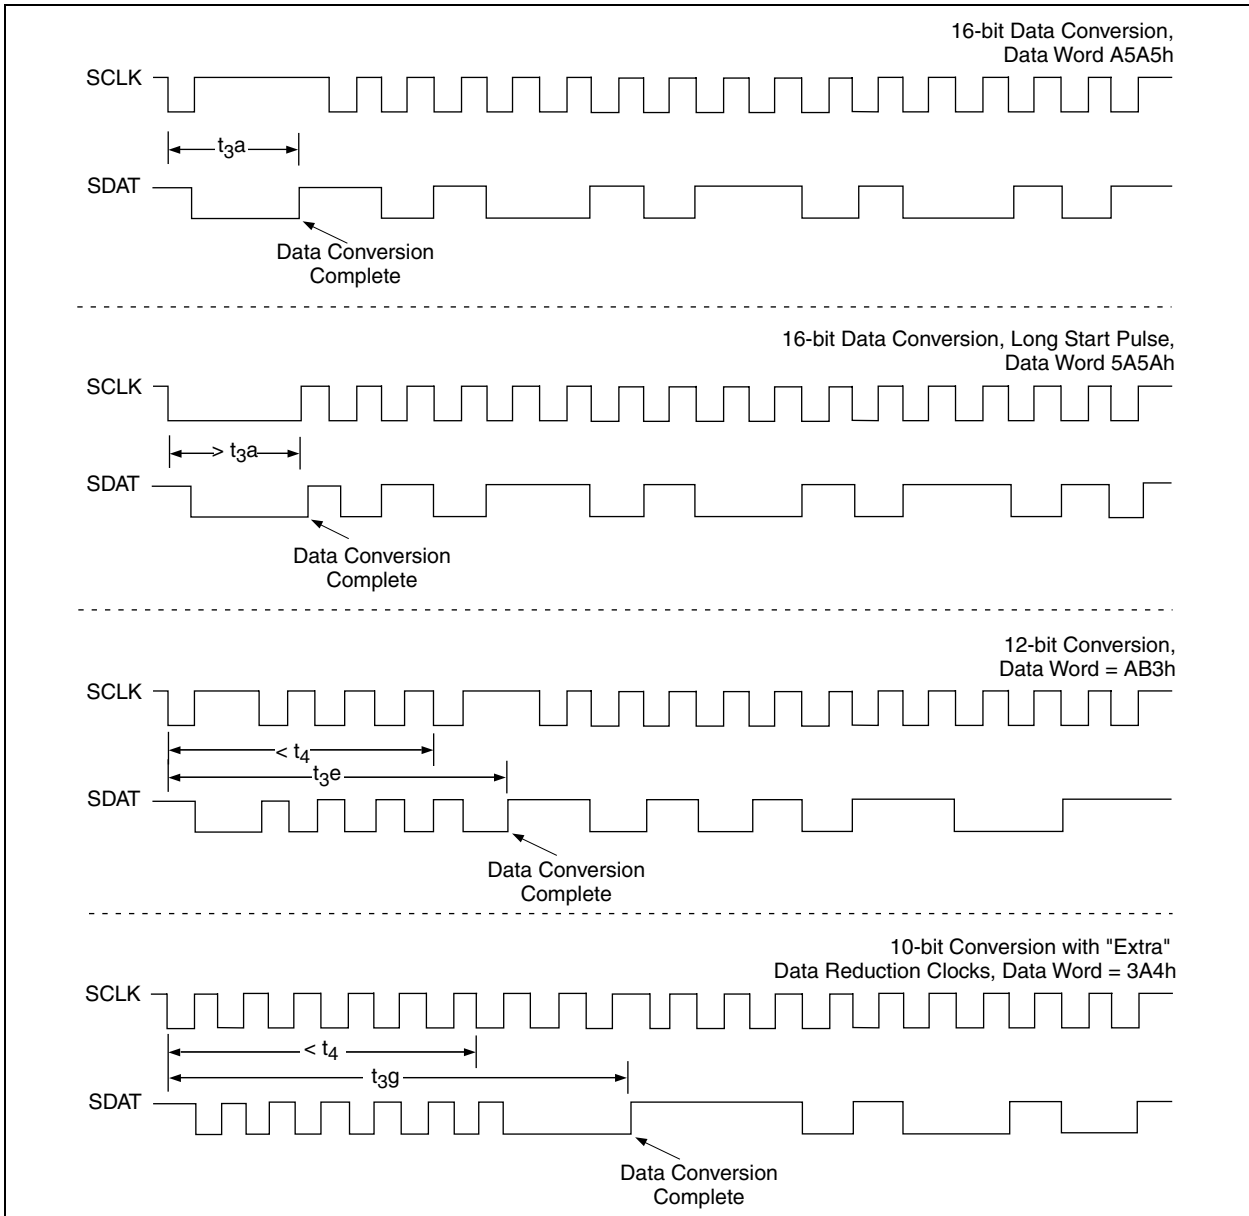 16-bit Data Conversion,
Data Word A5A5h
SCLK
t3a
SDAT
Data Conversion
Complete
16-bit Data Conversion, Long Start Pulse,
Data Word 5A5Ah
SCLK
> t3a
SDAT
Data Conversion
Complete
12-bit Conversion,
Data Word = AB3h
SCLK
< t4
t3e
SDAT
Data Conversion
Complete
10-bit Conversion with "Extra"
Data Reduction Clocks, Data Word = 3A4h
SCLK
< t4
t3g
SDAT
Data Conversion
Complete